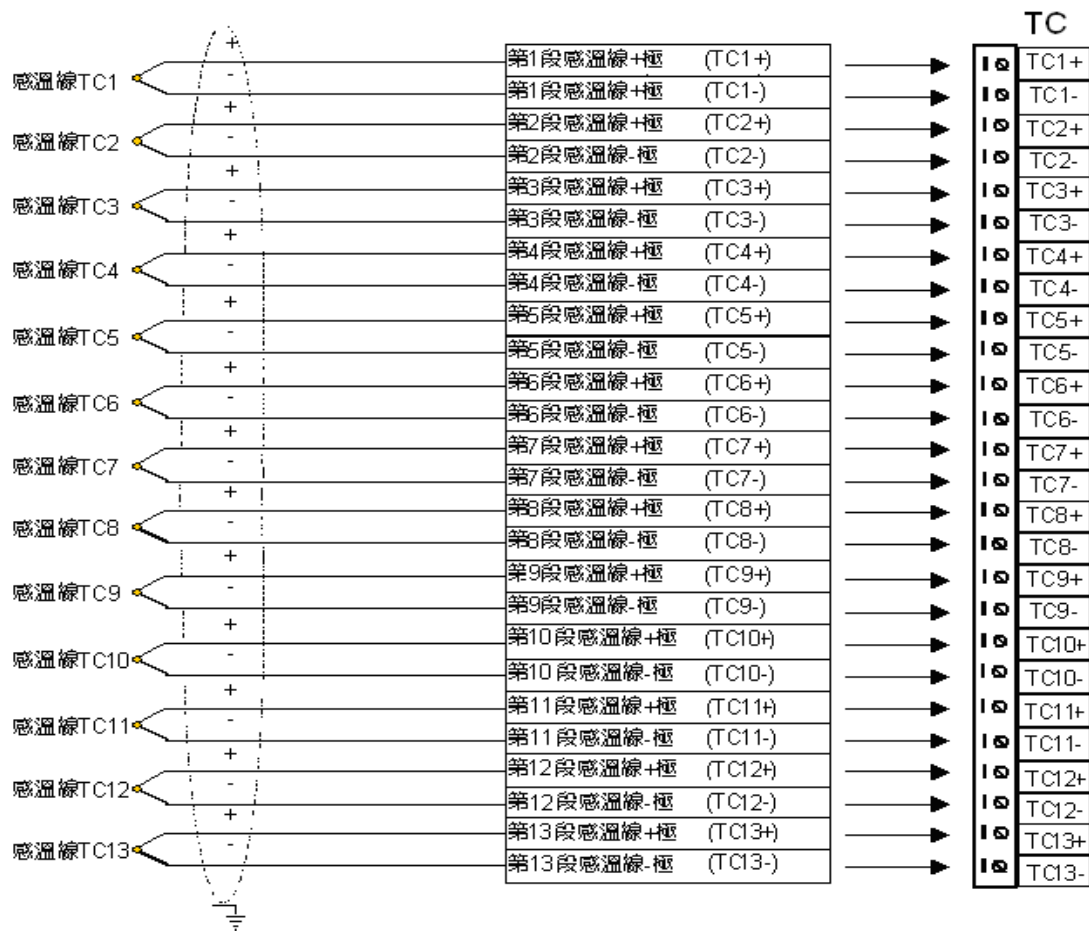 TC
+
感溫線TC1 - 第1段感溫線+極 (TC1+) TC1+
第1段感溫線+極 (TC1-) TC1-
+
感溫線TC2 - 第2段感溫線+極 (TC2+) TC2+
第2段感溫線-極 (TC2-) TC2-
+
感溫線TC3 - 第3段感溫線+極 (TC3+) TC3+
第3段感溫線-極 (TC3-) TC3-
+
感溫線TC4 - 第4段感溫線+極 (TC4+) TC4+
第4段感溫線-極 (TC4-) TC4-
+
感溫線TC5 - 第5段感溫線+極 (TC5+) TC5+
第5段感溫線-極 (TC5-) TC5-
+
感溫線TC6 - 第6段感溫線+極 (TC6+) TC6+
第6段感溫線-極 (TC6-) TC6-
+
感溫線TC7 - 第7段感溫線+極 (TC7+) TC7+
第7段感溫線-極 (TC7-) TC7-
+
感溫線TC8 - 第8段感溫線+極 (TC8+) TC8+
第8段感溫線-極 (TC8-) TC8-
+
感溫線TC9 - 第9段感溫線+極 (TC9+) TC9+
第9段感溫線-極 (TC9-) TC9-
+
感溫線TC10 - 第10段感溫線+極 (TC10+) TC10+
第10段感溫線-極 (TC10-) TC10-
+
感溫線TC11 - 第11段感溫線+極 (TC11+) TC11+
第11段感溫線-極 (TC11-) TC11-
+
感溫線TC12 - 第12段感溫線+極 (TC12+) TC12+
第12段感溫線-極 (TC12-) TC12-
+
感溫線TC13 - 第13段感溫線+極 (TC13+) TC13+
第13段感溫線-極 (TC13-) TC13-